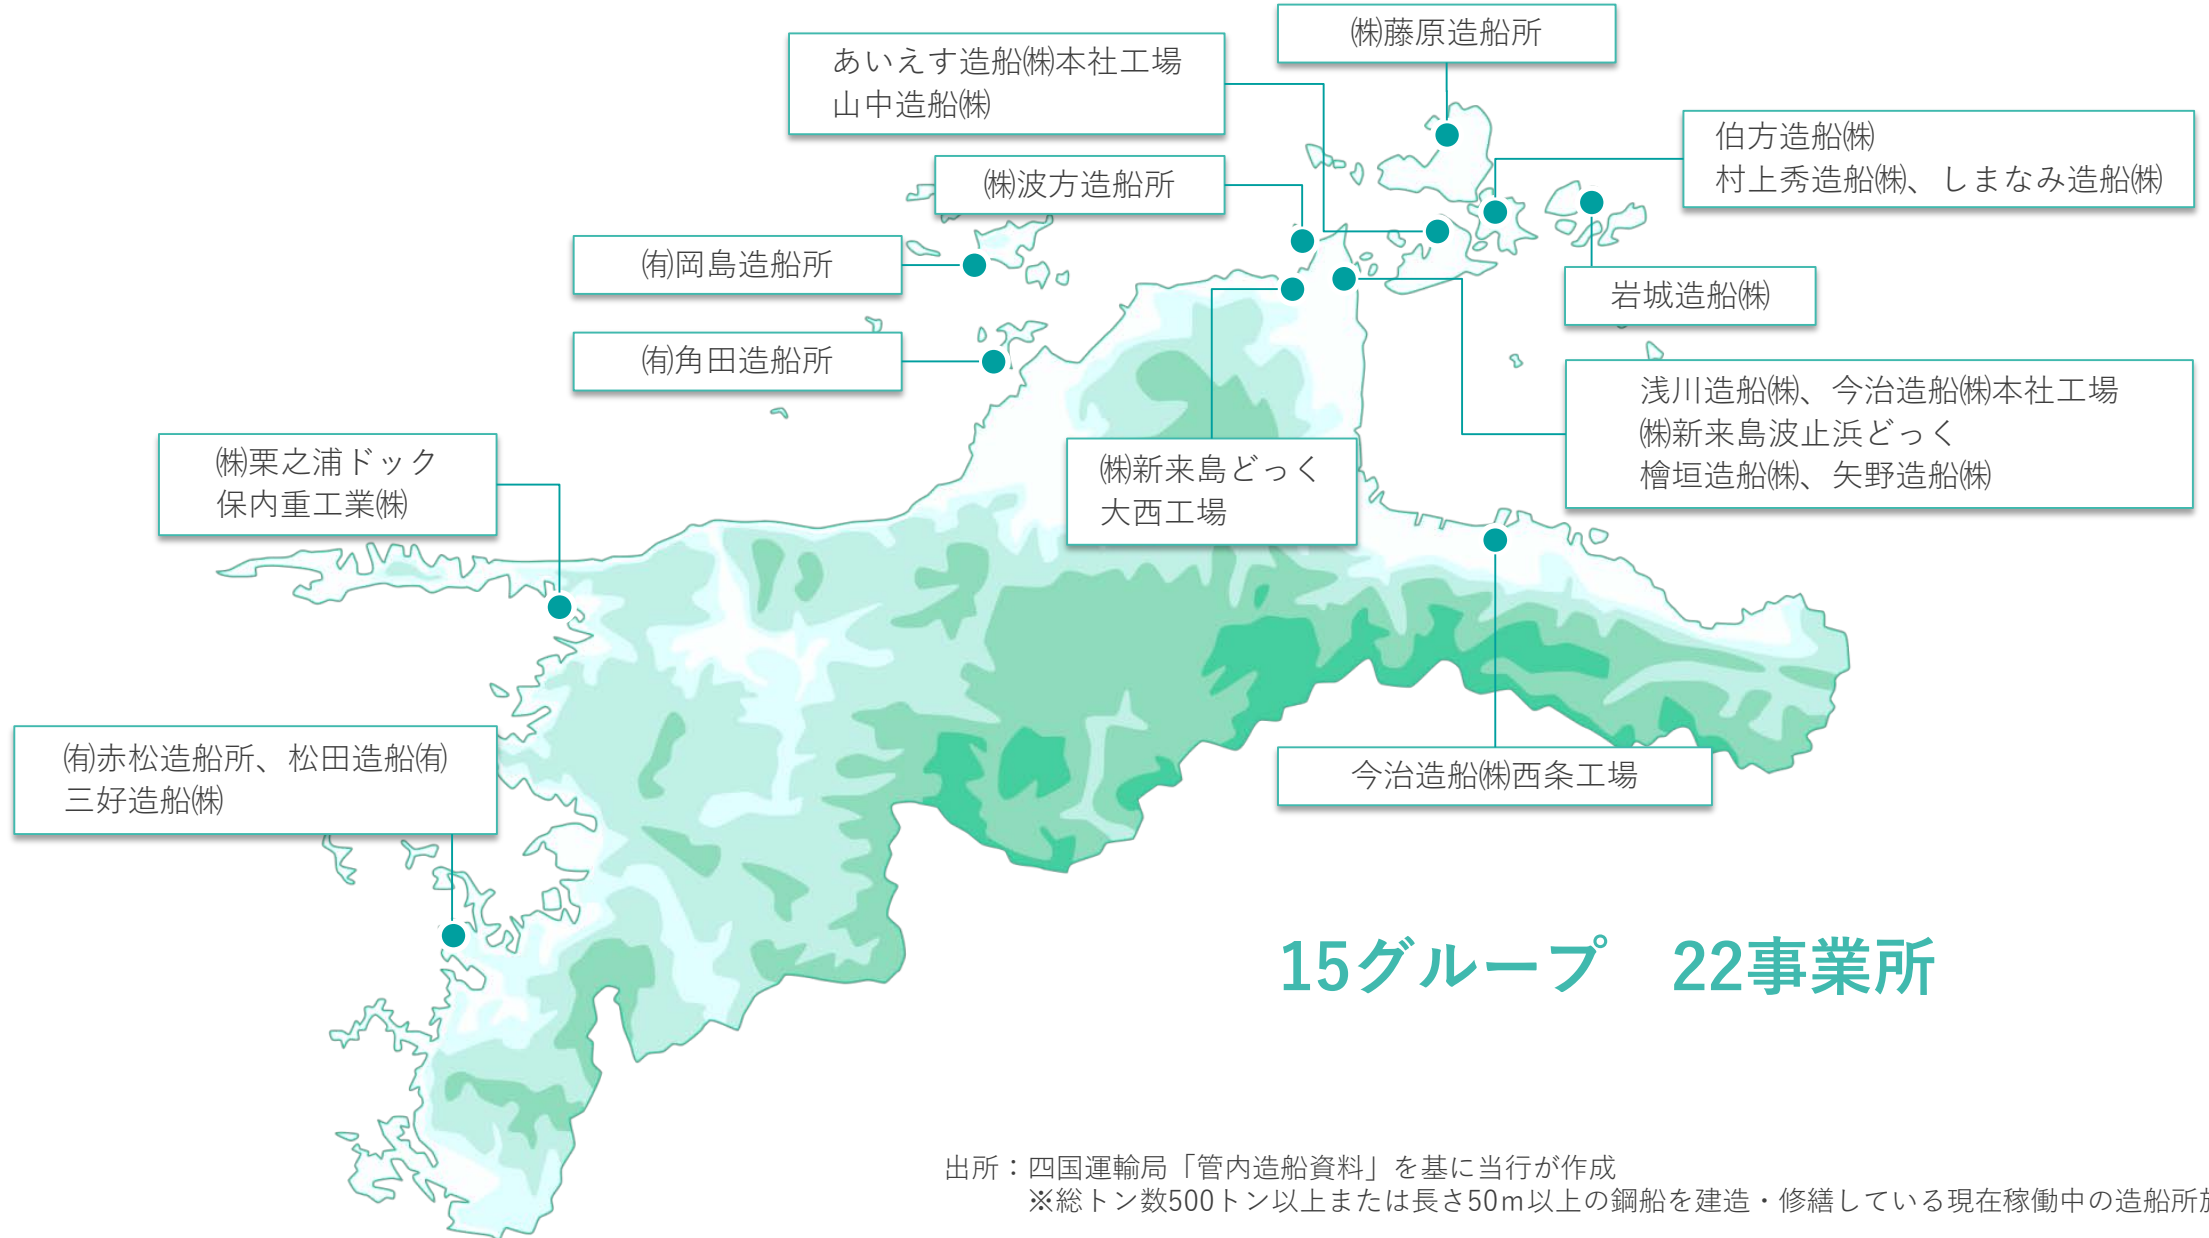 ㈱藤原造船所
あいえす造船㈱本社工場
山中造船㈱
伯方造船㈱
村上秀造船㈱、しまなみ造船㈱
㈱波方造船所
㈲岡島造船所
岩城造船㈱
㈲角田造船所
浅川造船㈱、今治造船㈱本社工場
㈱新来島波止浜どっく
檜垣造船㈱、矢野造船㈱
㈱栗之浦ドック
保内重工業㈱
㈱新来島どっく
大西工場
㈲赤松造船所、松田造船㈲
三好造船㈱
今治造船㈱西条工場
15グループ　22事業所
出所：四国運輸局「管内造船資料」を基に当行が作成
※総トン数500トン以上または長さ50ｍ以上の鋼船を建造・修繕している現在稼働中の造船所